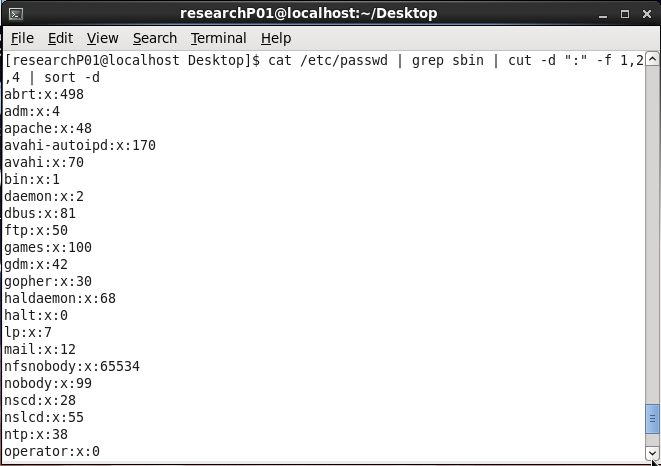 researchP01@localhost:~/Desktop
File Edit View Search Terminal Help
[researchP01@localhost Desktop]$ cat /etc/passwd | grep sbin | cut -d ":" -f 1,2
,4 | sort -d
abrt:x:498
adm:x:4
apache:x:48
avahi-autoipd:x:170
avahi:x:70
bin:x:1
daemon:x:2
dbus:x:81
ftp:x:50
games:x:100
gdm:x:42
gopher:x:30
haldaemon:x:68
halt:x:0
lp:x:7
mail:x:12
nfsnobody:x:65534
nobody:x:99
nscd:x:28
nslcd:x:55
ntp:x:38
operator:x:0